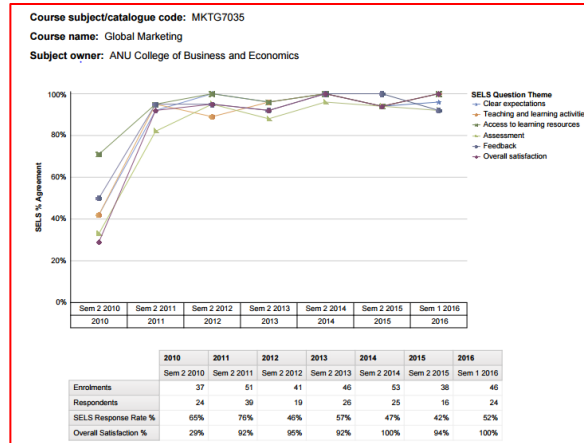 Course subject/catalogue code: MKTG7035
Course name: Global Marketing
Subject owner: ANU College of Business and Economics
100%
80%
60%
40%
20%
0%
SELS % Agreement
SELS Question Theme
Clear expectations
Teaching and learning activitie
Access to learning resources
Assessment
Feedback
Overall satisfaction
Sem 2 2010 Sem 2 2011 Sem 2 2012 Sem 2 2013 Sem 2 2014 Sem 2 2015 Sem 1 2016
2010 2011 2012 2013 2014 2015 2016
2010 2011 2012 2013 2014 2015 2016
Sem 2 2010 Sem 2 2011 Sem 2 2012 Sem 2 2013 Sem 2 2014 Sem 2 2015 Sem 1 2016
Enrolments 37 51 41 46 53 38 46
Respondents 24 39 19 26 25 16 24
SELS Response Rate % 65% 76% 46% 57% 47% 42% 52%
Overall Satisfaction % 29% 92% 95% 92% 100% 94% 100%